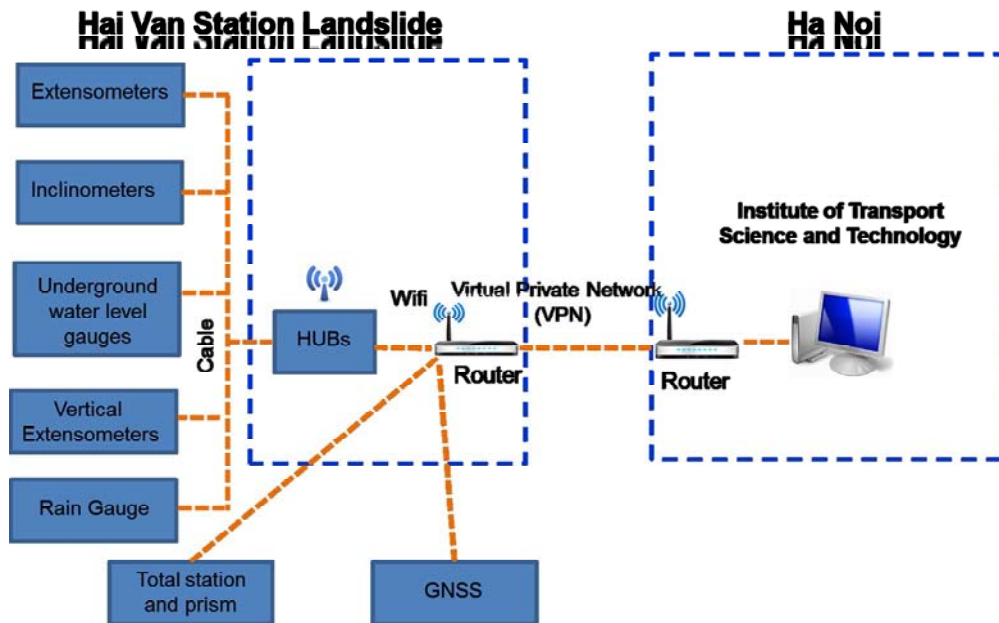 Hai Van Station Landslide
Ha Noi
Extensometers
Inclinometers
Underground
water level
gauges
Vertical
Extensometers
Rain Gauge
Cable
HUBs
Wifi
Router
Virtual Private Network
(VPN)
Router
Institute of Transport
Science and Technology
Total station
and prism
GNSS